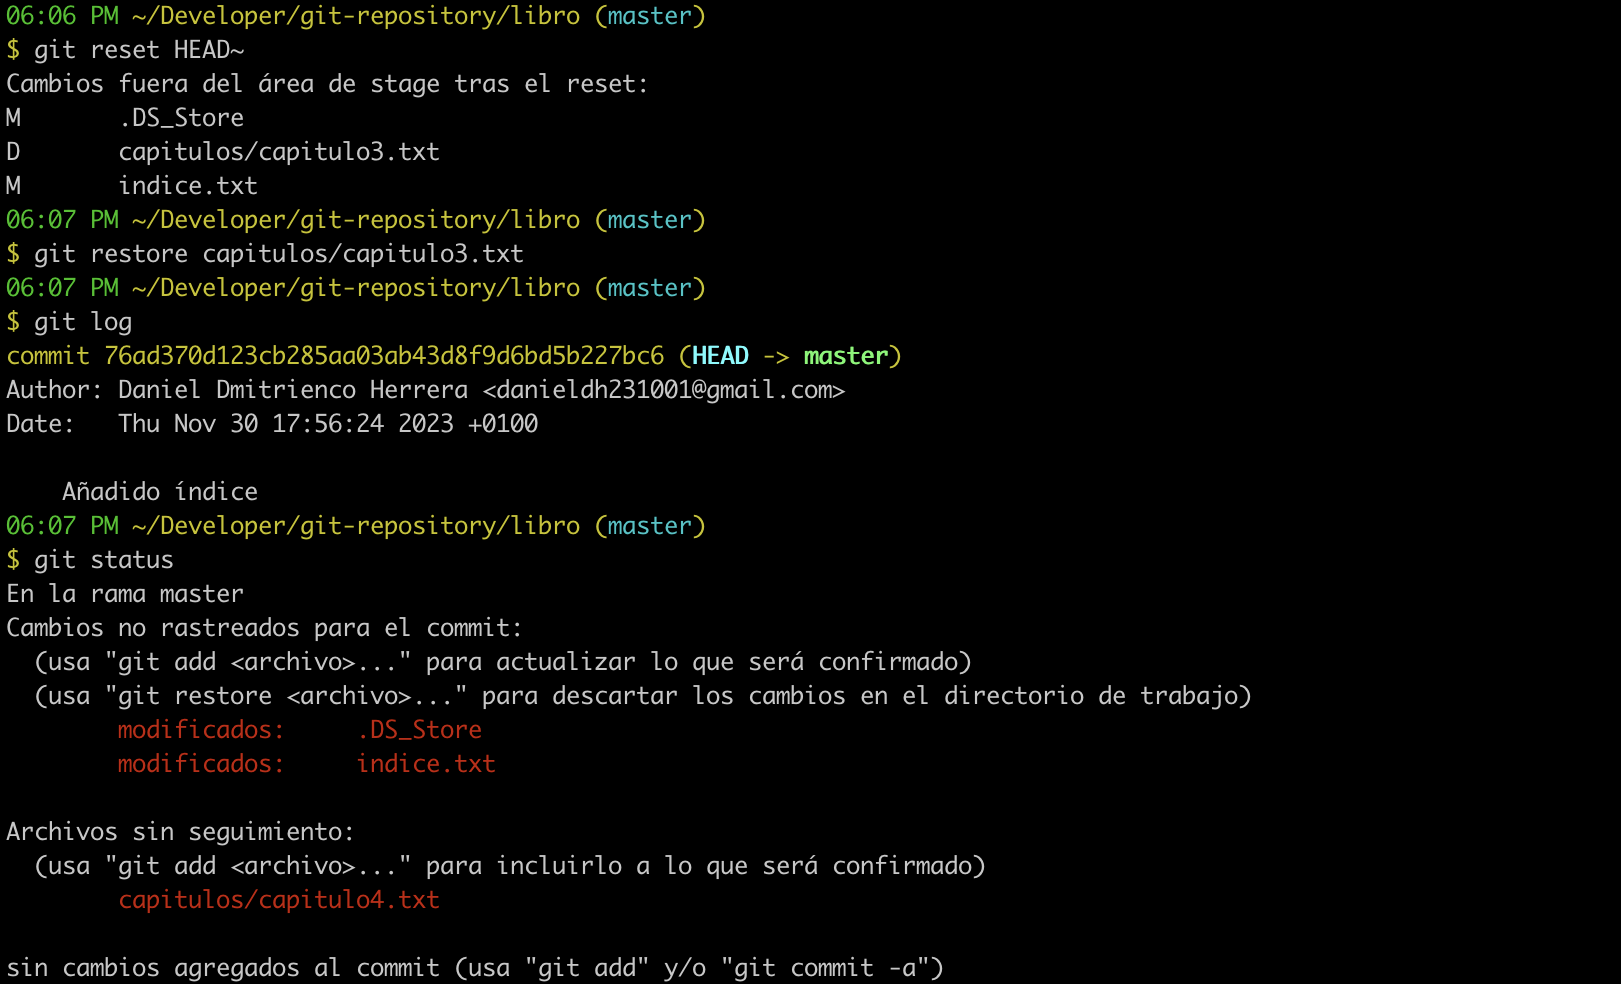 06:06 PM ~/Developer/git-repository/libro (master)
$ git reset HEAD~
Cambios fuera del área de stage tras el reset:
M       .DS_Store
D       capitulos/capitulo3.txt
M       indice.txt
06:07 PM ~/Developer/git-repository/libro (master)
$ git restore capitulos/capitulo3.txt
06:07 PM ~/Developer/git-repository/libro (master)
$ git log
commit 76ad370d123cb285aa03ab43d8f9d6bd5b227bc6 (HEAD -> master)
Author: Daniel Dmitrienco Herrera <danieldh231001@gmail.com>
Date:   Thu Nov 30 17:56:24 2023 +0100
    Añadido índice
06:07 PM ~/Developer/git-repository/libro (master)
$ git status
En la rama master
Cambios no rastreados para el commit:
  (usa "git add <archivo>..." para actualizar lo que será confirmado)
  (usa "git restore <archivo>..." para descartar los cambios en el directorio de trabajo)
        modificados:     .DS_Store
        modificados:     indice.txt
Archivos sin seguimiento:
  (usa "git add <archivo>..." para incluirlo a lo que será confirmado)
        capitulos/capitulo4.txt
sin cambios agregados al commit (usa "git add" y/o "git commit -a")